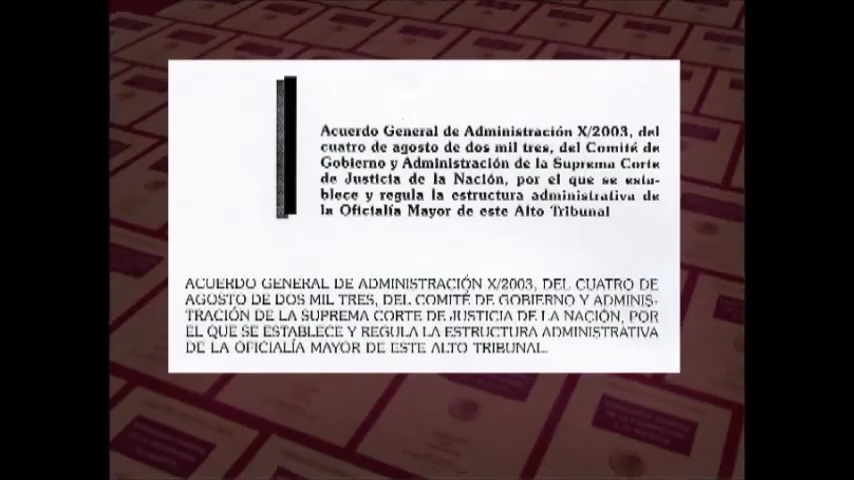 Acuerdo General de Administración X/2003, del
cuatro de agosto de dos mil tres, del Comité de
Gobierno y Administración de la Suprema Corte
de Justicia de la Nación, por el que se esta-
blece y regula la estructura administrativa de
la Oficialía Mayor de este Alto Tribunal
ACUERDO GENERAL DE ADMINISTRACIÓN X/2003, DEL CUATRO DE
AGOSTO DE DOS MIL TRES, DEL COMITÉ DE GOBIERNO Y ADMINIS-
TRACIÓN DE LA SUPREMA CORTE DE JUSTICIA DE LA NACIÓN, POR
EL QUE SE ESTABLECE Y REGULA LA ESTRUCTURA ADMINISTRATIVA
DE LA OFICIALÍA MAYOR DE ESTE ALTO TRIBUNAL.